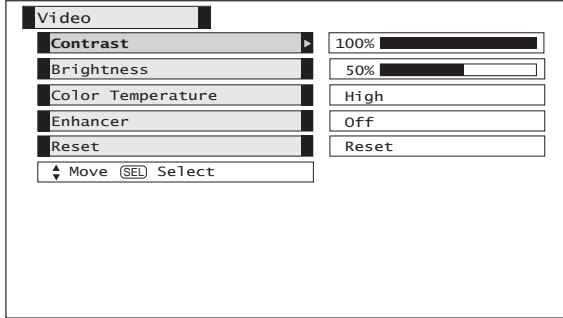 Video
Contrast 100%
Brightness 50%
Color Temperature High
Enhancer Off
Reset Reset
Move SEL Select